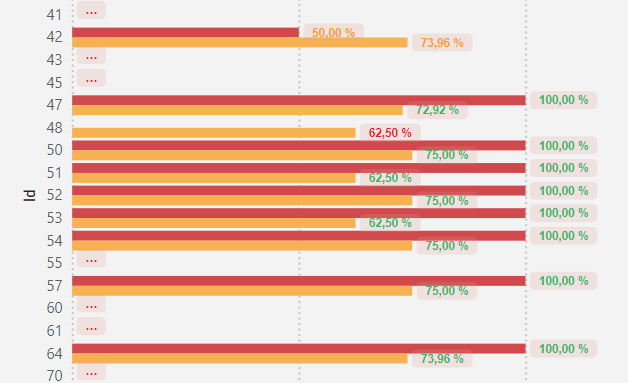 41 ...
42 50,00 %
73,96 %
43 ...
45 ...
47 100,00 %
72,92 %
48 62,50 %
50 100,00 %
75,00 %
51 100,00 %
62,50 %
52 100,00 %
75,00 %
Id
53 100,00 %
62,50 %
54 100,00 %
75,00 %
55 ...
57 100,00 %
75,00 %
60 ...
61 ...
64 100,00 %
73,96 %
70 ...